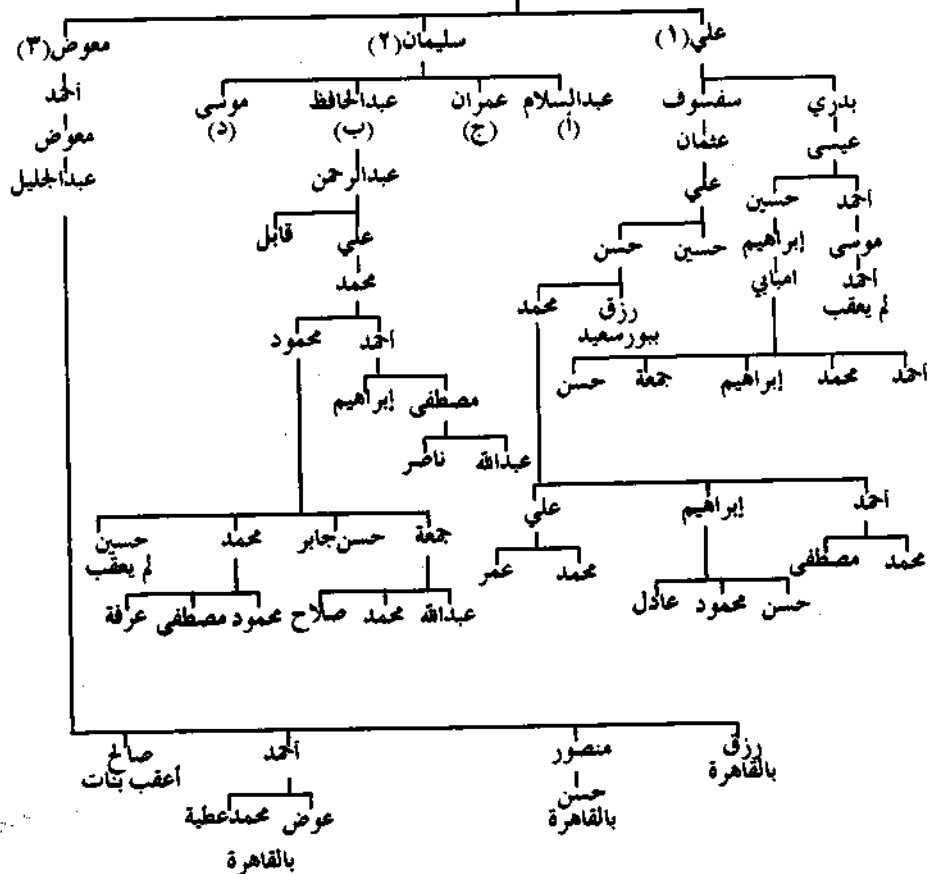 علي (١) سليمان (٢) معوض (٣)
بدري سفسوف عبدالسلام عمران عبدالحافظ موسى أحمد
(أ) (ج) (ب) (د)
عيسى عثمان معوض
علي عبدالرحمن عبدالجليل
أحمد حسين
حسين حسن علي قابل
موسى إبراهيم
أحمد امبابي محمد
لم يعقب
رزق محمد
ببورسعيد
أحمد محمود
أحمد محمد إبراهيم جمعة حسن
مصطفى إبراهيم
عبدالله ناصر
أحمد إبراهيم علي
جمعة حسن جابر محمد حسين
لم يعقب
محمد مصطفى
محمد عمر
حسن محمود عادل
عبدالله محمد صلاح محمود مصطفى عرفة
رزق منصور أحمد صالح
بالقاهرة أعقب بنات
حسن
بالقاهرة
عوض محمد عطية
بالقاهرة